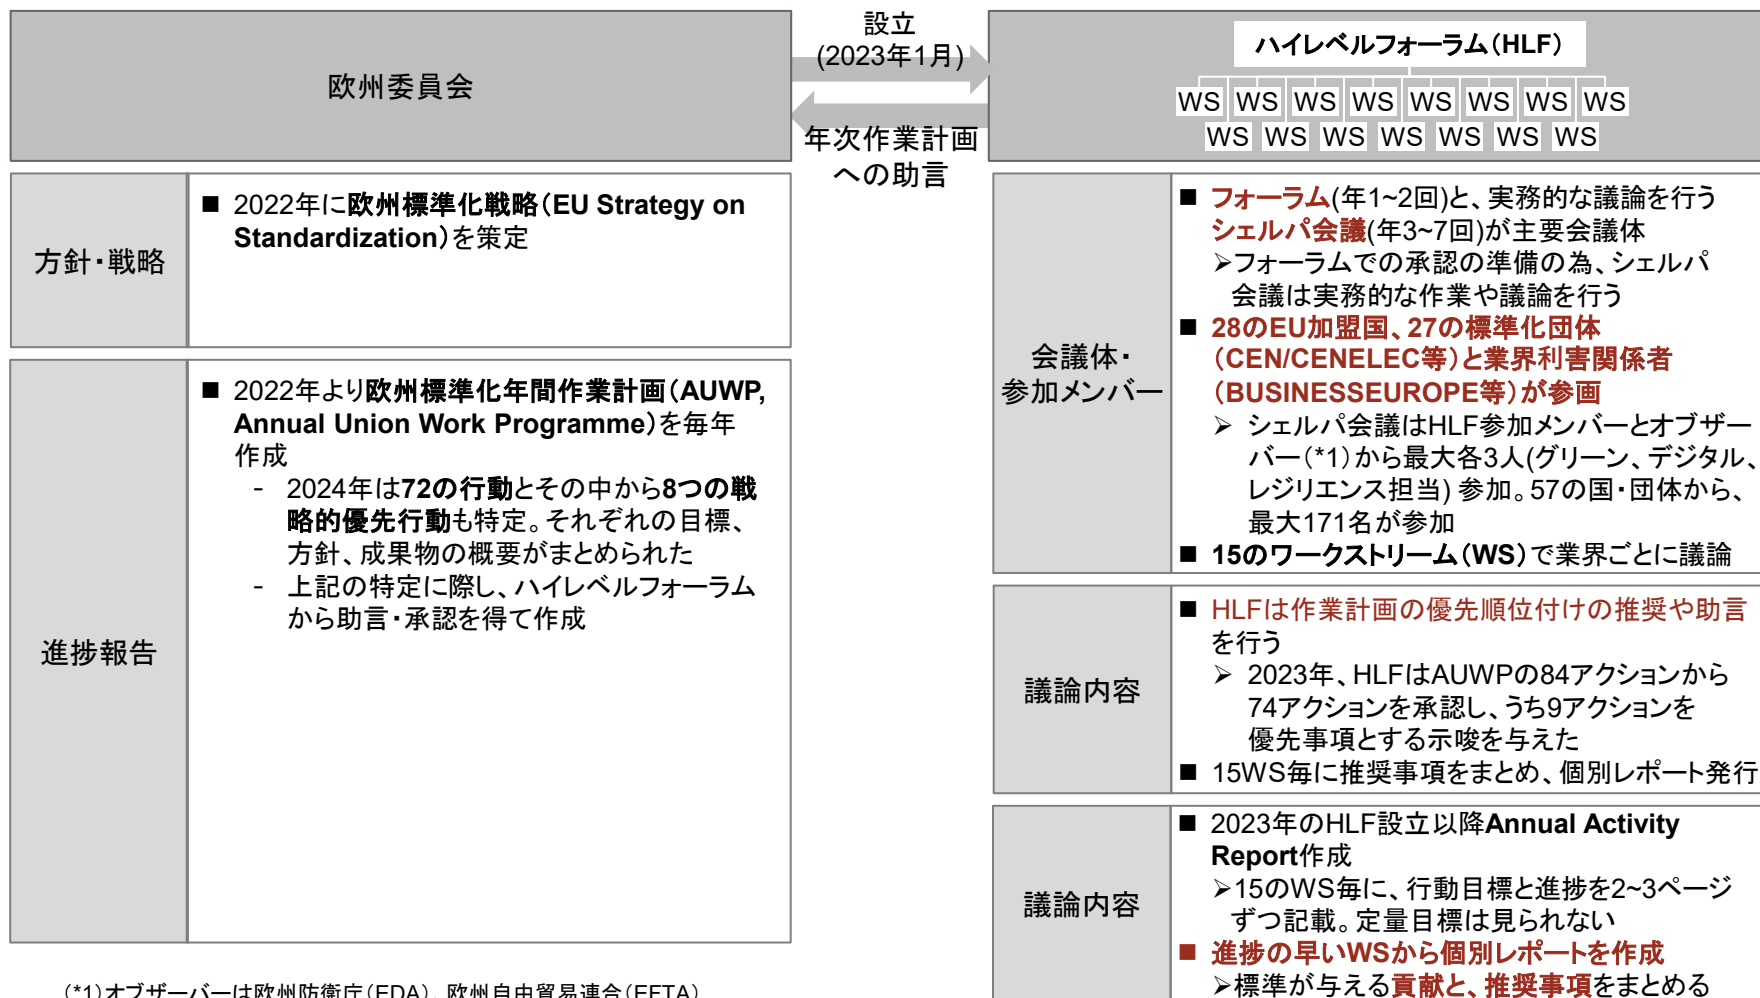 設立
(2023年1月)
年次作業計画
への助言
欧州委員会
方針・戦略
■ 2022年に欧州標準化戦略（EU Strategy on
Standardization）を策定
進捗報告
■ 2022年より欧州標準化年間作業計画（AUWP,
Annual Union Work Programme）を毎年
作成
- 2024年は72の行動とその中から8つの戦
略的優先行動も特定。それぞれの目標、
方針、成果物の概要がまとめられた
- 上記の特定に際し、ハイレベルフォーラム
から助言・承認を得て作成
ハイレベルフォーラム（HLF）
WS WS WS WS WS WS WS WS
WS WS WS WS WS WS WS
会議体・
参加メンバー
■ フォーラム(年1~2回)と、実務的な議論を行う
シェルパ会議(年3~7回)が主要会議体
➢フォーラムでの承認の準備の為、シェルパ
会議は実務的な作業や議論を行う
■ 28のEU加盟国、27の標準化団体
（CEN/CENELEC等）と業界利害関係者
（BUSINESSEUROPE等）が参画
➢ シェルパ会議はHLF参加メンバーとオブザー
バー（*1）から最大各3人(グリーン、デジタル、
レジリエンス担当) 参加。57の国・団体から、
最大171名が参加
■ 15のワークストリーム（WS）で業界ごとに議論
議論内容
■ HLFは作業計画の優先順位付けの推奨や助言
を行う
➢ 2023年、HLFはAUWPの84アクションから
74アクションを承認し、うち9アクションを
優先事項とする示唆を与えた
■ 15WS毎に推奨事項をまとめ、個別レポート発行
議論内容
■ 2023年のHLF設立以降Annual Activity
Report作成
➢15のWS毎に、行動目標と進捗を2~3ページ
ずつ記載。定量目標は見られない
■ 進捗の早いWSから個別レポートを作成
➢標準が与える貢献と、推奨事項をまとめる
(*1)オブザーバーは欧州防衛庁(EDA)、欧州自由貿易連合(EFTA)